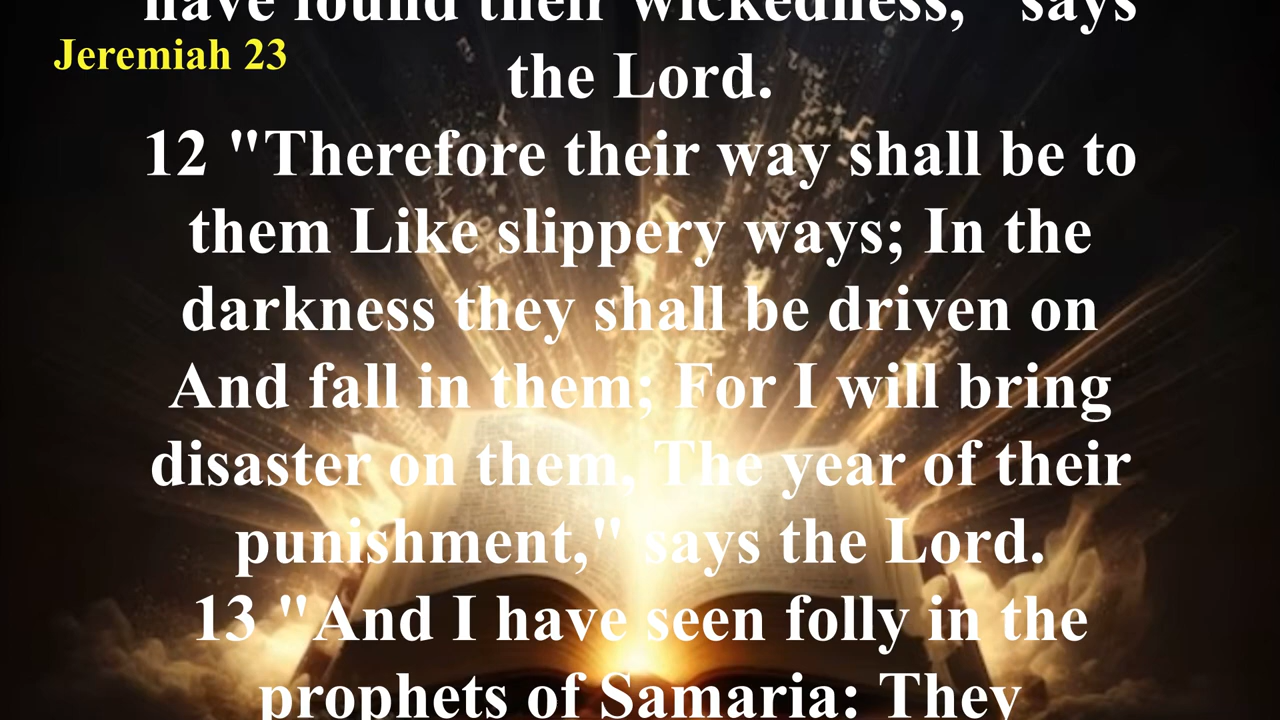 have found their wickedness," says
Jeremiah 23
the Lord.
12 "Therefore their way shall be to
them Like slippery ways; In the
darkness they shall be driven on
And fall in them; For I will bring
disaster on them, The year of their
punishment," says the Lord.
13 "And I have seen folly in the
prophets of Samaria: They